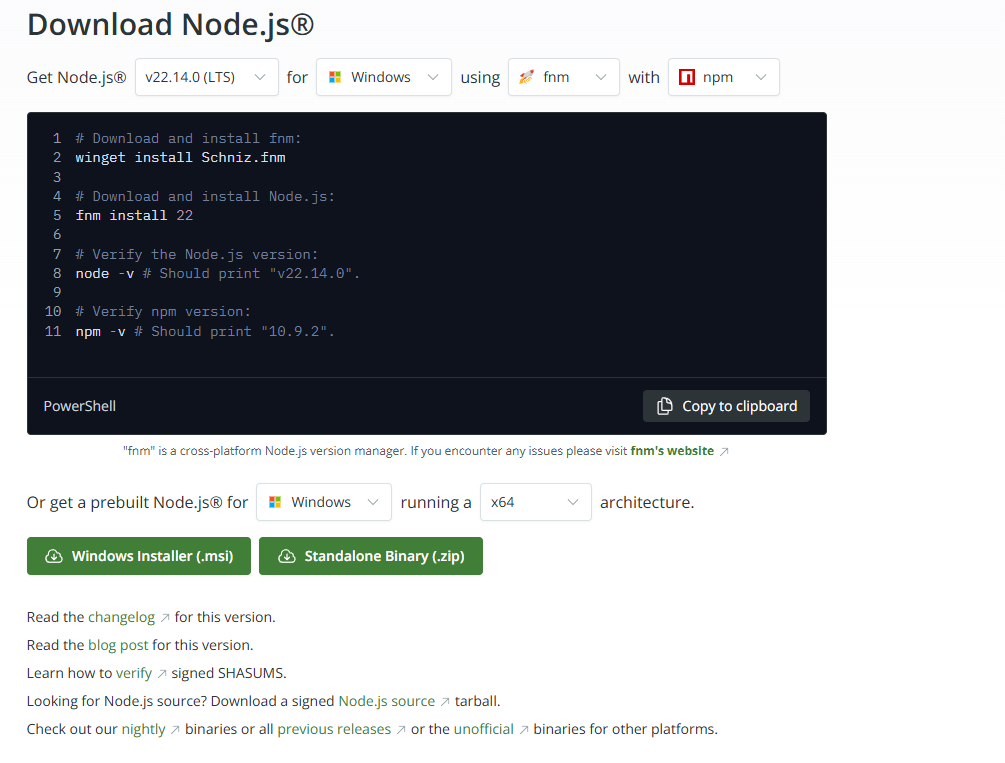 Download Node.js®
Get Node.js® v22.14.0 (LTS) for Windows using fnm with npm
1 # Download and install fnm:
2 winget install Schniz.fnm
3
4 # Download and install Node.js:
5 fnm install 22
6
7 # Verify the Node.js version:
8 node -v # Should print "v22.14.0".
9
10 # Verify npm version:
11 npm -v # Should print "10.9.2".
PowerShell Copy to clipboard
"fnm" is a cross-platform Node.js version manager. If you encounter any issues please visit fnm's website
Or get a prebuilt Node.js® for Windows running a x64 architecture.
Windows Installer (.msi) Standalone Binary (.zip)
Read the changelog for this version.
Read the blog post for this version.
Learn how to verify signed SHASUMS.
Looking for Node.js source? Download a signed Node.js source tarball.
Check out our nightly binaries or all previous releases or the unofficial binaries for other platforms.